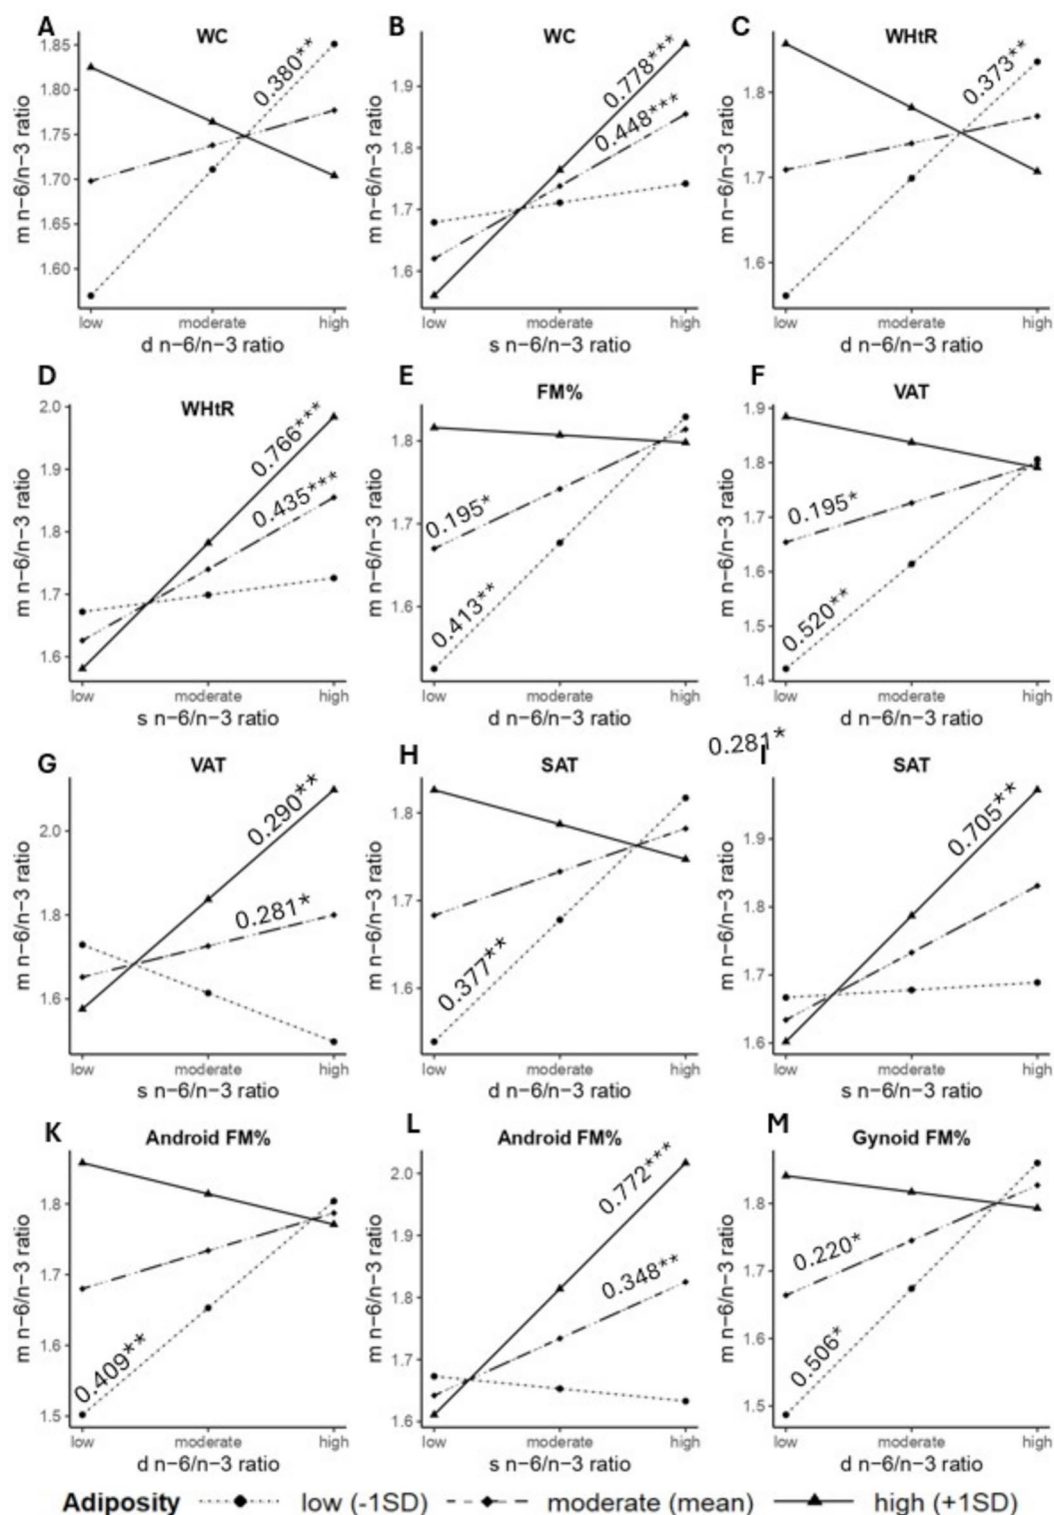 A
WC
1.85
1.80
1.75
1.70
1.65
1.60
m n−6/n−3 ratio
0.380**
low moderate high
d n−6/n−3 ratio
B
WC
1.9
1.8
1.7
1.6
m n−6/n−3 ratio
0.778***
0.448***
low moderate high
s n−6/n−3 ratio
C
WHtR
1.8
1.7
1.6
m n−6/n−3 ratio
0.373**
low moderate high
d n−6/n−3 ratio
D
WHtR
2.0
1.9
1.8
1.7
1.6
m n−6/n−3 ratio
0.766***
0.435***
low moderate high
s n−6/n−3 ratio
E
FM%
1.8
1.7
1.6
m n−6/n−3 ratio
0.195*
0.413**
low moderate high
d n−6/n−3 ratio
F
VAT
1.9
1.8
1.7
1.6
1.5
1.4
m n−6/n−3 ratio
0.195*
0.520**
low moderate high
d n−6/n−3 ratio
G
VAT
2.0
1.8
1.6
m n−6/n−3 ratio
0.290**
0.281*
low moderate high
s n−6/n−3 ratio
H
SAT
1.8
1.7
1.6
m n−6/n−3 ratio
0.377**
low moderate high
d n−6/n−3 ratio
0.281*
I
SAT
1.9
1.8
1.7
1.6
m n−6/n−3 ratio
0.705**
low moderate high
s n−6/n−3 ratio
K
Android FM%
1.8
1.7
1.6
1.5
m n−6/n−3 ratio
0.409**
low moderate high
d n−6/n−3 ratio
L
Android FM%
2.0
1.9
1.8
1.7
1.6
m n−6/n−3 ratio
0.772***
0.348**
low moderate high
s n−6/n−3 ratio
M
Gynoid FM%
1.8
1.7
1.6
1.5
m n−6/n−3 ratio
0.220*
0.506*
low moderate high
d n−6/n−3 ratio
Adiposity low (-1SD) moderate (mean) high (+1SD)